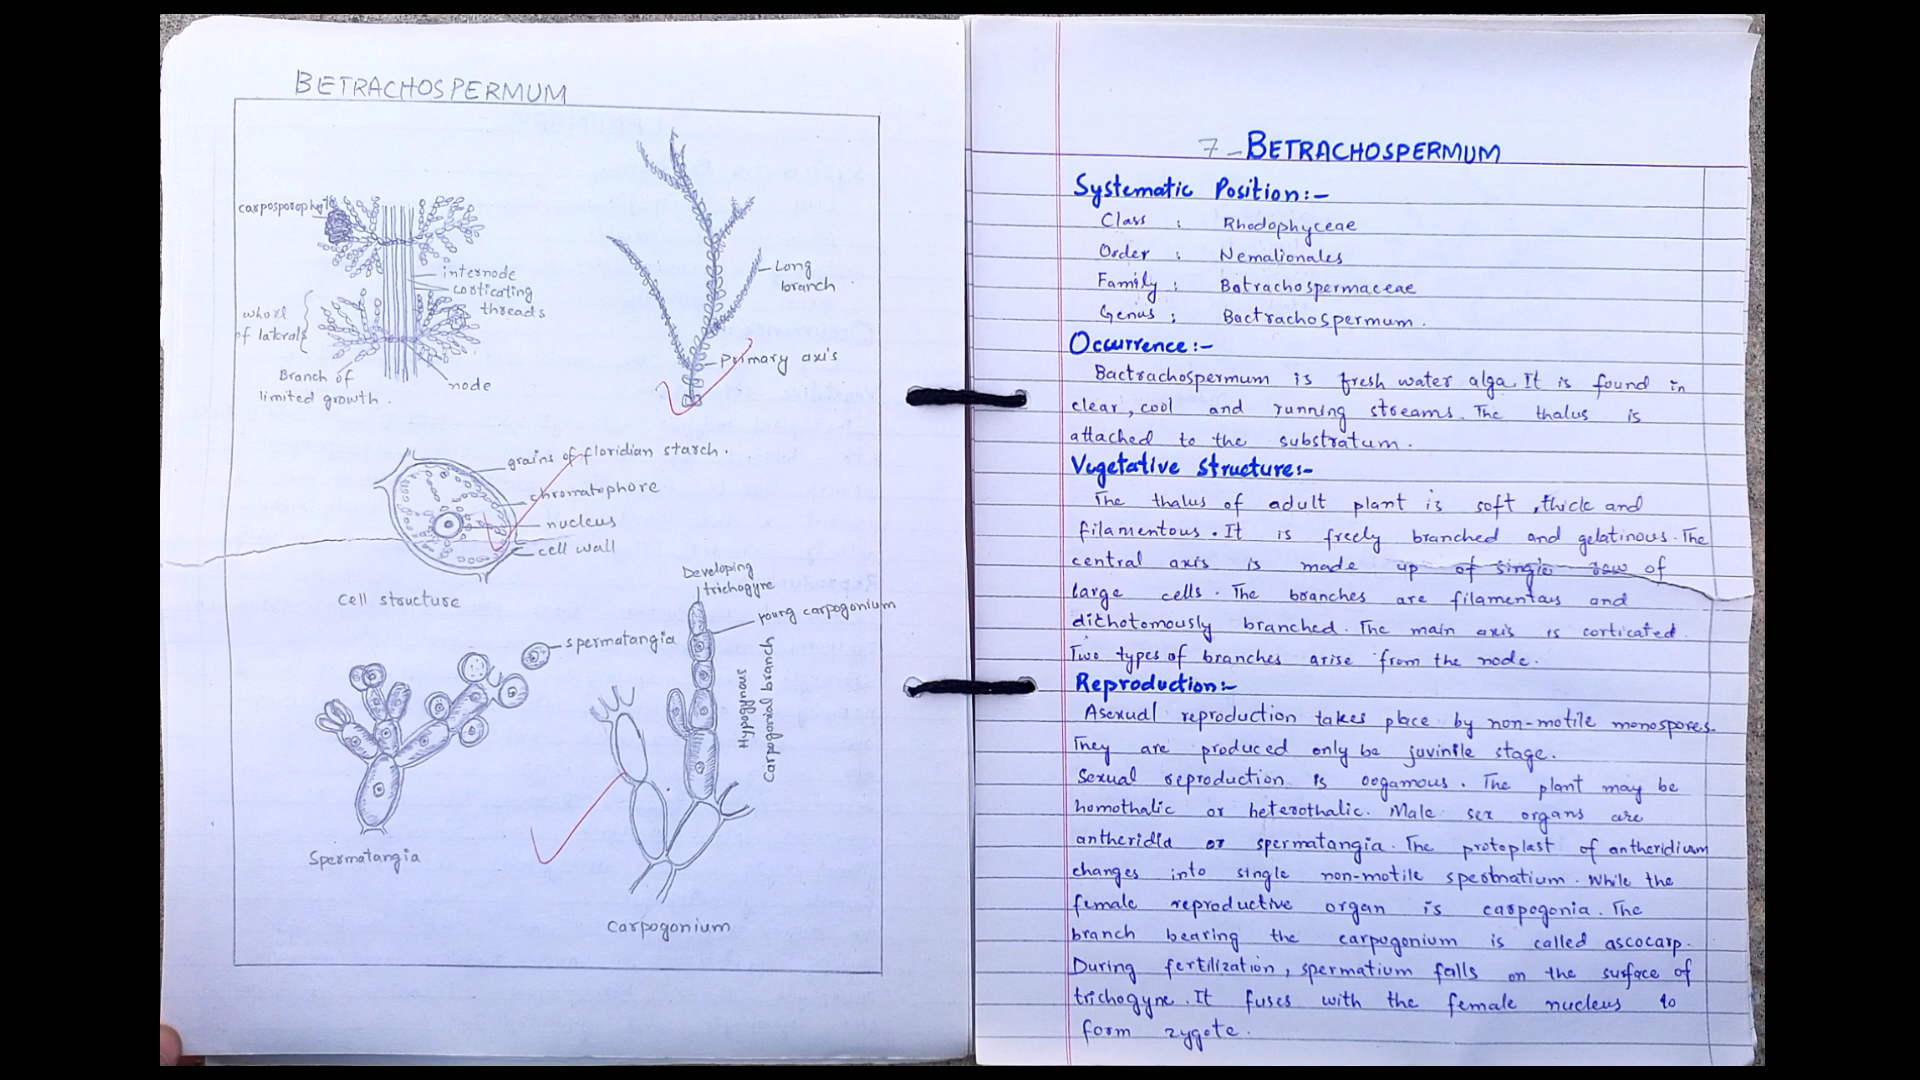 BETRACHOSPERMUM
carposporophyte
internode
corticating
threads
whorl
of laterals
Branch of
limited growth.
node
Long
branch
primary axis
grains of floridian starch.
chromatophore
nucleus
cell wall
Cell structure
spermatangia
Spermatangia
Developing
trichogyne
young carpogonium
Hypogynous
Carpogonial branch
Carpogonium
7- BETRACHOSPERMUM
Systematic Position:-
Class : Rhodophyceae
Order : Nemalionales
Family : Batrachospermaceae
Genus : Bactrachospermum.
Occurrence:-
Bactrachospermum is fresh water alga. It is found in
clear, cool and running streams. The thalus is
attached to the substratum.
Vegetative Structure:-
The thalus of adult plant is soft, thick and
filamentous. It is freely branched and gelatinous. The
central axis is made up of single row of
large cells. The branches are filamentous and
dithotomously branched. The main axis is corticated.
Two types of branches arise from the node.
Reproduction:-
Asexual reproduction takes place by non-motile monospores.
They are produced only be juvinile stage.
Sexual reproduction is oogamous. The plant may be
homothalic or heterothalic. Male sex organs are
antheridia or spermatangia. The protoplast of antheridium
changes into single non-motile spermatium. While the
female reproductive organ is carpogonia. The
branch bearing the carpogonium is called ascocarp.
During fertilization, spermatium falls on the surface of
trichogyne. It fuses with the female nucleus to
form zygote.